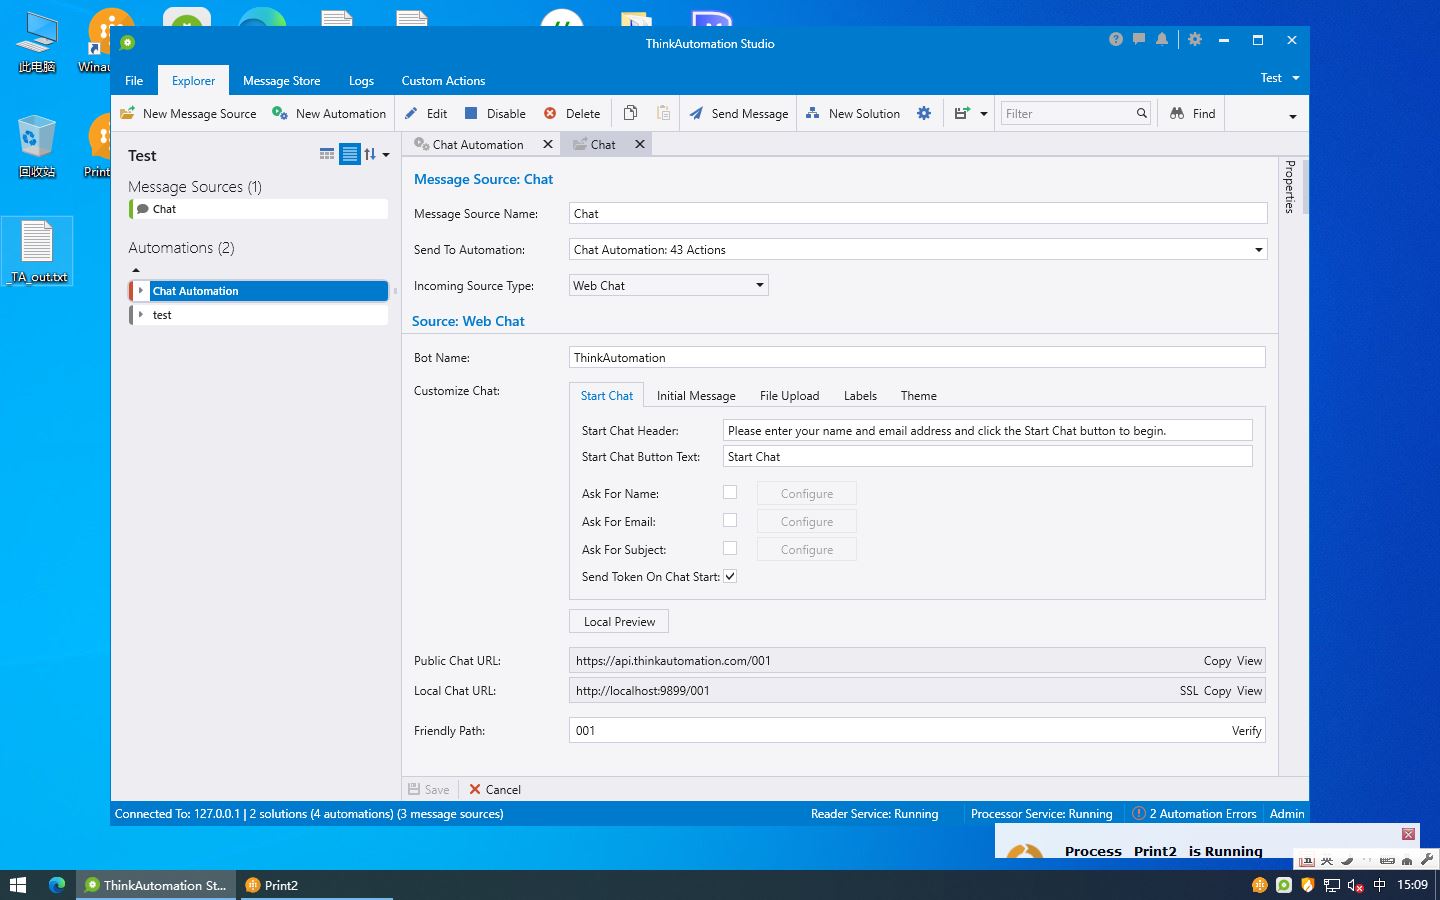 此电脑
Winau
回收站
Print
_TA_out.txt
ThinkAutomation Studio
File
Explorer
Message Store
Logs
Custom Actions
Test
New Message Source
New Automation
Edit
Disable
Delete
Send Message
New Solution
Filter
Find
Test
Message Sources (1)
Chat
Automations (2)
Chat Automation
test
Chat Automation
Chat
Properties
Message Source: Chat
Message Source Name: Chat
Send To Automation: Chat Automation: 43 Actions
Incoming Source Type: Web Chat
Source: Web Chat
Bot Name: ThinkAutomation
Customize Chat:
Start Chat
Initial Message
File Upload
Labels
Theme
Start Chat Header: Please enter your name and email address and click the Start Chat button to begin.
Start Chat Button Text: Start Chat
Ask For Name: Configure
Ask For Email: Configure
Ask For Subject: Configure
Send Token On Chat Start:
Local Preview
Public Chat URL: https://api.thinkautomation.com/001 Copy View
Local Chat URL: http://localhost:9899/001 SSL Copy View
Friendly Path: 001 Verify
Save
Cancel
Connected To: 127.0.0.1 | 2 solutions (4 automations) (3 message sources)
Reader Service: Running
Processor Service: Running
2 Automation Errors
Admin
Process Print2 is Running
英
ThinkAutomation St...
Print2
中
15:09